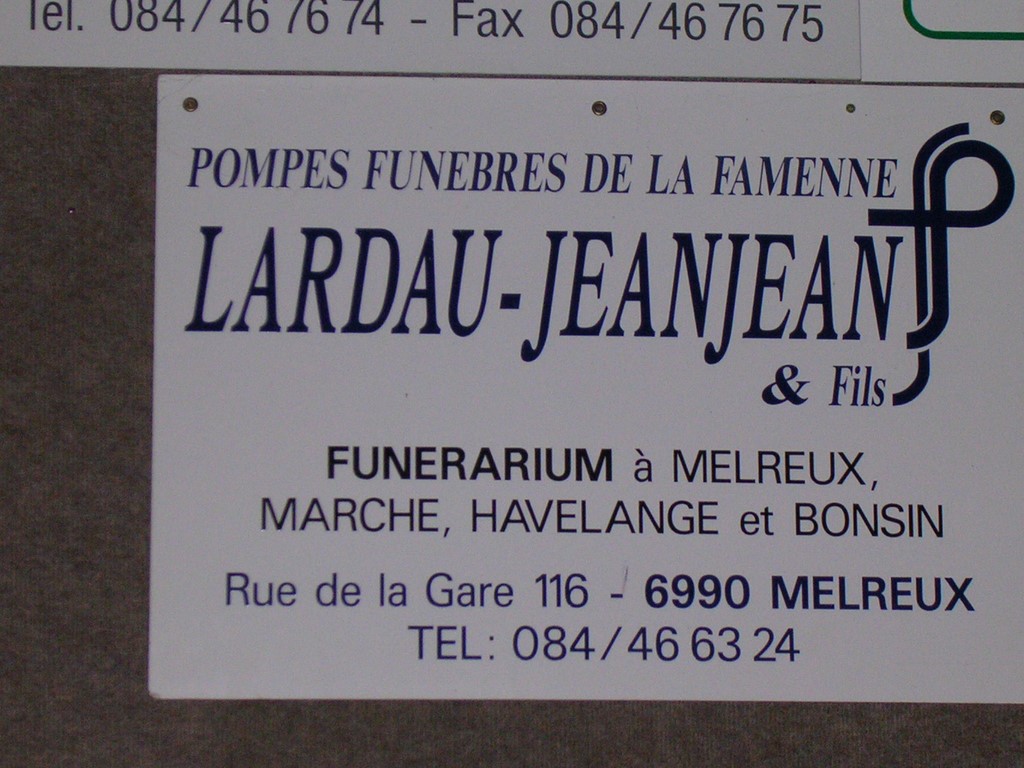 Tel. 084/46 76 74 - Fax 084/46 76 75
POMPES FUNEBRES DE LA FAMENNE
LARDAU-JEANJEAN
& Fils
FUNERARIUM à MELREUX,
MARCHE, HAVELANGE et BONSIN
Rue de la Gare 116 - 6990 MELREUX
TEL: 084/46 63 24